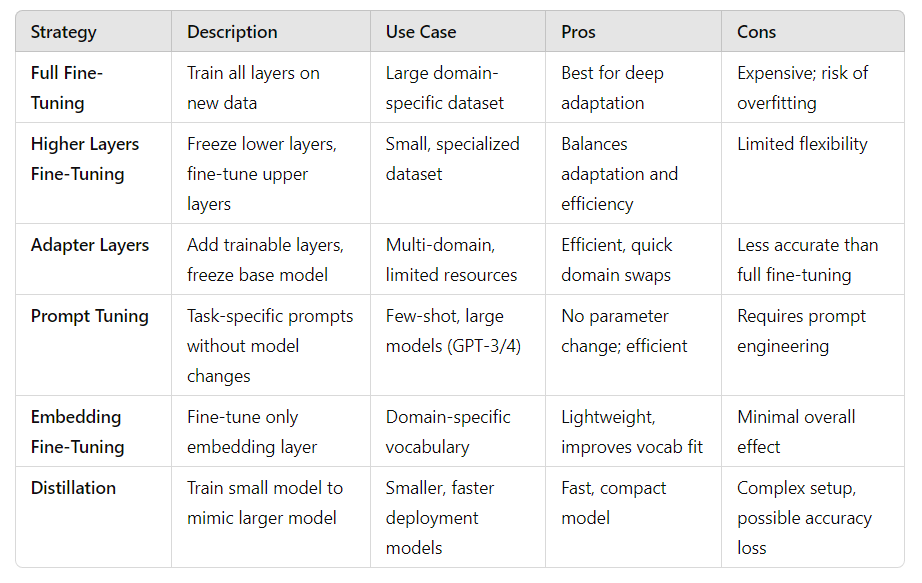 Strategy Description Use Case Pros Cons
Full Fine-
Tuning
Train all layers on
new data
Large domain-
specific dataset
Best for deep
adaptation
Expensive; risk of
overfitting
Higher Layers
Fine-Tuning
Freeze lower layers,
fine-tune upper
layers
Small, specialized
dataset
Balances
adaptation and
efficiency
Limited flexibility
Adapter Layers
Add trainable layers,
freeze base model
Multi-domain,
limited resources
Efficient, quick
domain swaps
Less accurate than
full fine-tuning
Prompt Tuning
Task-specific prompts
without model
changes
Few-shot, large
models (GPT-3/4)
No parameter
change; efficient
Requires prompt
engineering
Embedding
Fine-Tuning
Fine-tune only
embedding layer
Domain-specific
vocabulary
Lightweight,
improves vocab fit
Minimal overall
effect
Distillation
Train small model to
mimic larger model
Smaller, faster
deployment
models
Fast, compact
model
Complex setup,
possible accuracy
loss